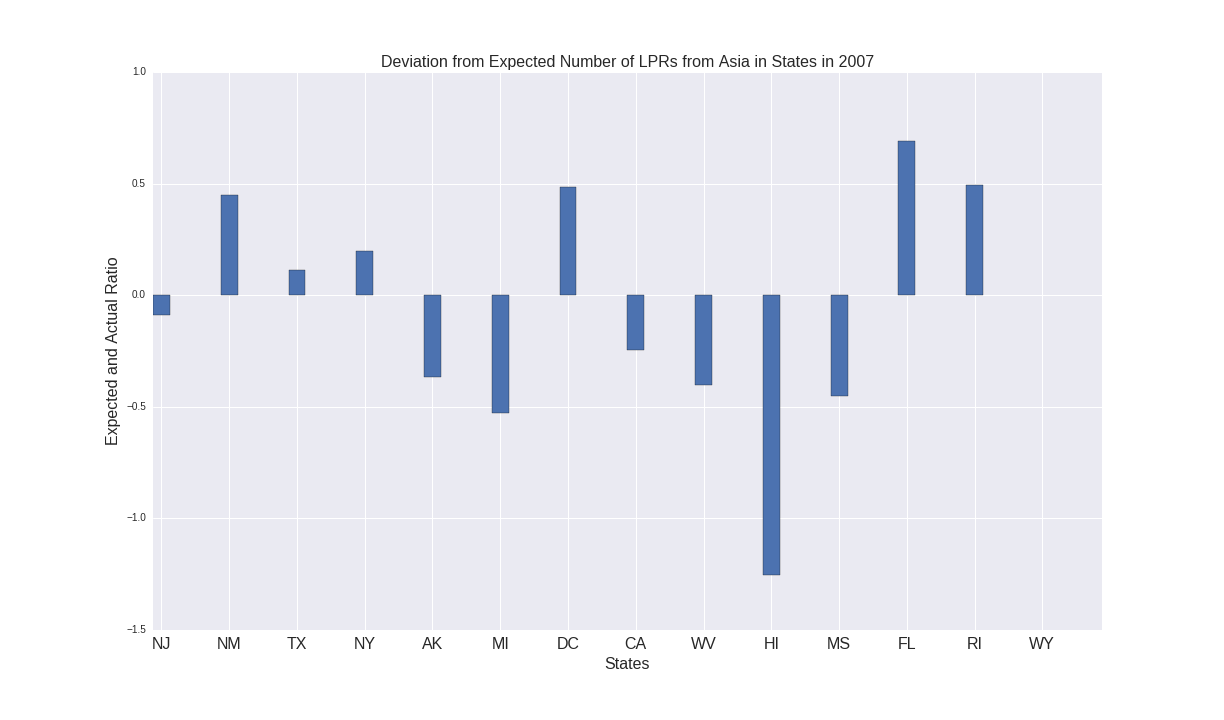 Deviation from Expected Number of LPRs from Asia in States in 2007
Expected and Actual Ratio
1.0
0.5
0.0
−0.5
−1.0
−1.5
NJ NM TX NY AK MI DC CA WV HI MS FL RI WY
States